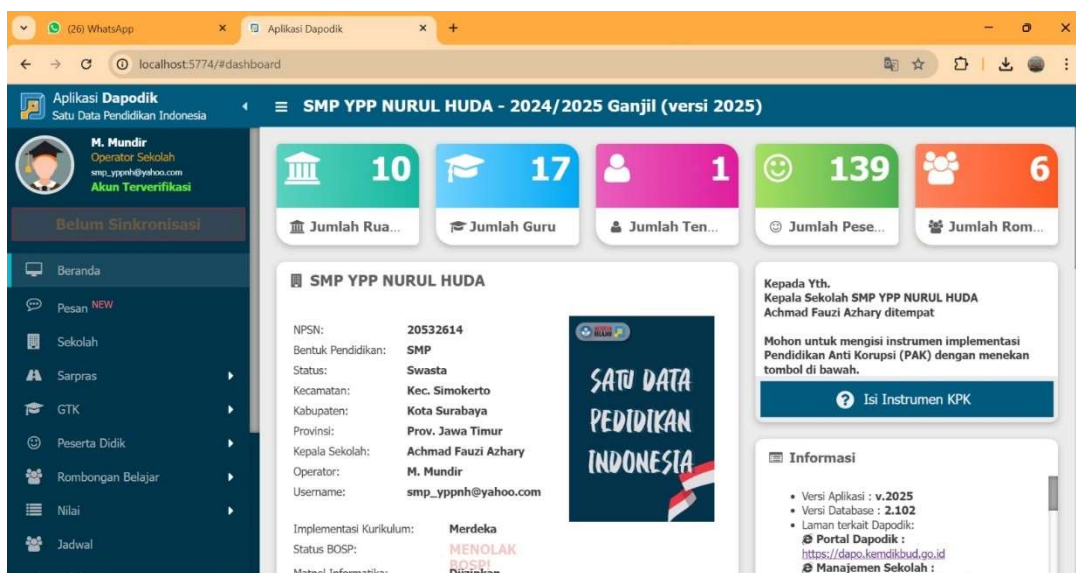 (26) WhatsApp
Aplikasi Dapodik
localhost:5774/#dashboard
Aplikasi Dapodik
Satu Data Pendidikan Indonesia
M. Mundir
Operator Sekolah
smp_yppnh@yahoo.com
Akun Terverifikasi
Belum Sinkronisasi
Beranda
Pesan NEW
Sekolah
Sarpras
GTK
Peserta Didik
Rombongan Belajar
Nilai
Jadwal
SMP YPP NURUL HUDA - 2024/2025 Ganjil (versi 2025)
10
Jumlah Rua...
17
Jumlah Guru
1
Jumlah Ten...
139
Jumlah Pese...
6
Jumlah Rom...
SMP YPP NURUL HUDA
NPSN: 20532614
Bentuk Pendidikan: SMP
Status: Swasta
Kecamatan: Kec. Simokerto
Kabupaten: Kota Surabaya
Provinsi: Prov. Jawa Timur
Kepala Sekolah: Achmad Fauzi Azhary
Operator: M. Mundir
Username: smp_yppnh@yahoo.com
Implementasi Kurikulum: Merdeka
Status BOSP: MENOLAK
BOSP!
Matpel Informatika: Diizinkan
SATU DATA
PEDIDIKAN
INDONESIA
Kepada Yth.
Kepala Sekolah SMP YPP NURUL HUDA
Achmad Fauzi Azhary ditempat
Mohon untuk mengisi instrumen implementasi
Pendidikan Anti Korupsi (PAK) dengan menekan
tombol di bawah.
Isi Instrumen KPK
Informasi
• Versi Aplikasi : v.2025
• Versi Database : 2.102
• Laman terkait Dapodik:
Portal Dapodik :
https://dapo.kemdikbud.go.id
Manajemen Sekolah :